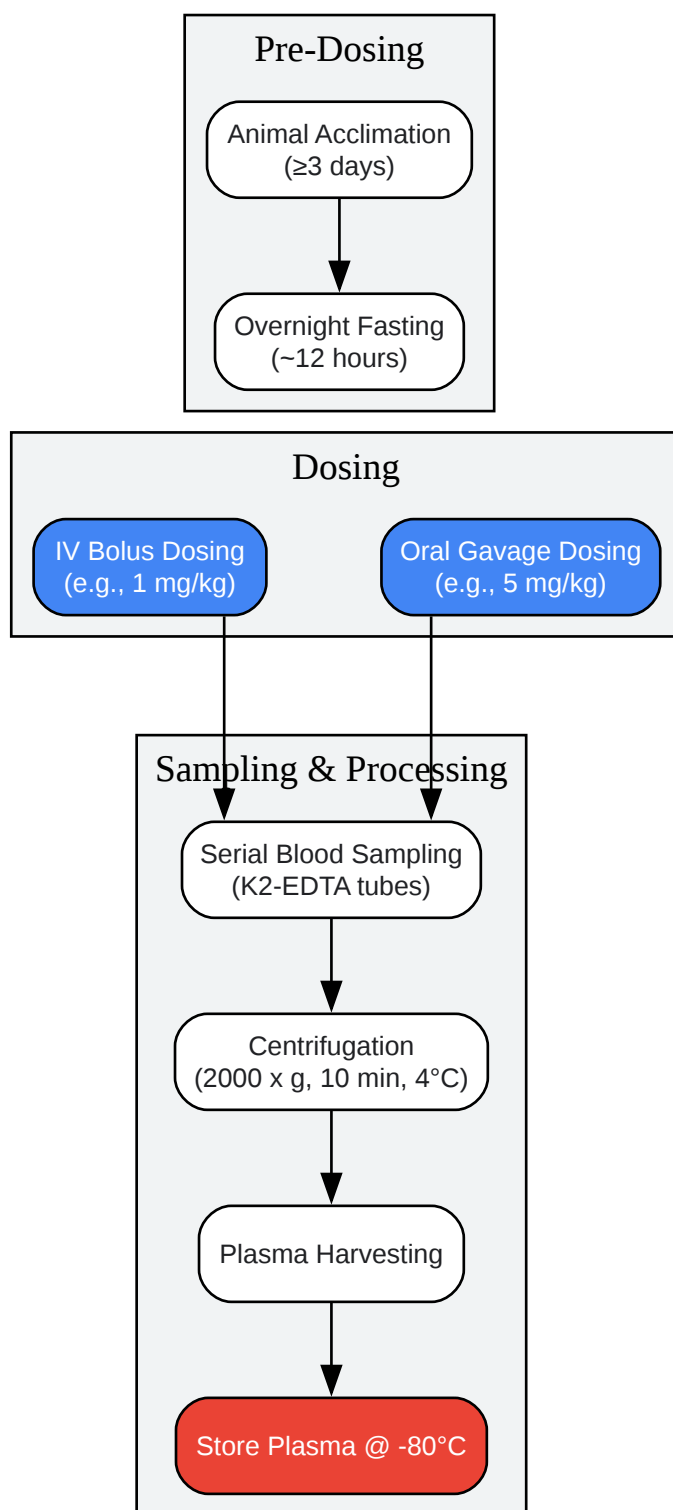 Pre-Dosing
Animal Acclimation
(≥3 days)
Overnight Fasting
(~12 hours)
Dosing
IV Bolus Dosing
(e.g., 1 mg/kg)
Oral Gavage Dosing
(e.g., 5 mg/kg)
Sampling & Processing
Serial Blood Sampling
(K2-EDTA tubes)
Centrifugation
(2000 x g, 10 min, 4°C)
Plasma Harvesting
Store Plasma @ -80°C